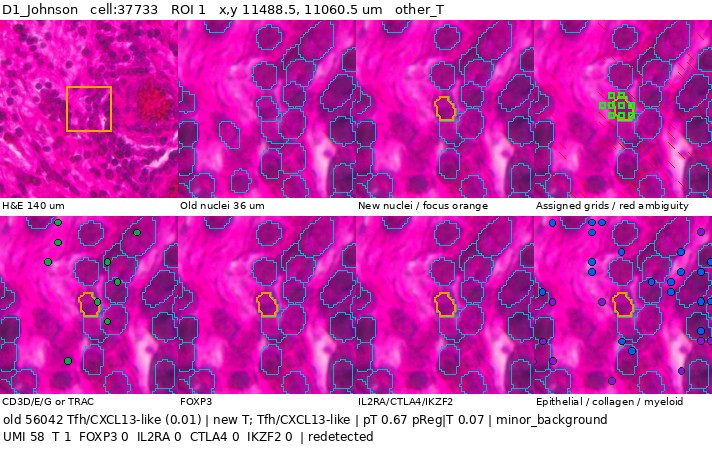 D1_Johnson cell:37733 ROI 1 x,y 11488.5, 11060.5 um other_T
H&E 140 um
Old nuclei 36 um
New nuclei / focus orange
Assigned grids / red ambiguity
CD3D/E/G or TRAC
FOXP3
IL2RA/CTLA4/IKZF2
Epithelial / collagen / myeloid
old 56042 Tfh/CXCL13-like (0.01) | new T; Tfh/CXCL13-like | pT 0.67 pReg|T 0.07 | minor_background
UMI 58 T 1 FOXP3 0 IL2RA 0 CTLA4 0 IKZF2 0 | redetected